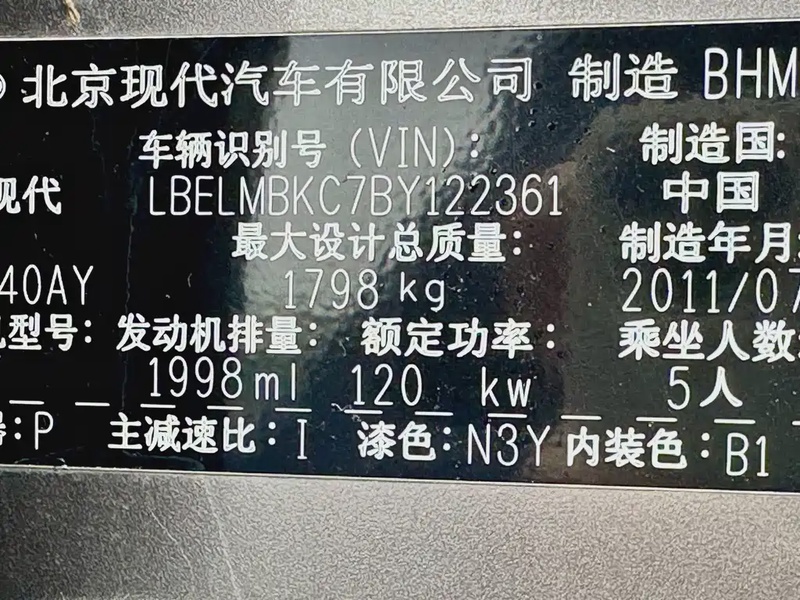 北京现代汽车有限公司 制造 BHM
车辆识别号（VIN）： 制造国：
现代 LBELMBKC7BY122361 中国
最大设计总质量： 制造年月
40AY 1798 kg 2011/07
型号： 发动机排量： 额定功率： 乘坐人数
1998ml 120 kw 5人
：P 主减速比：I 漆色：N3Y 内装色：B1